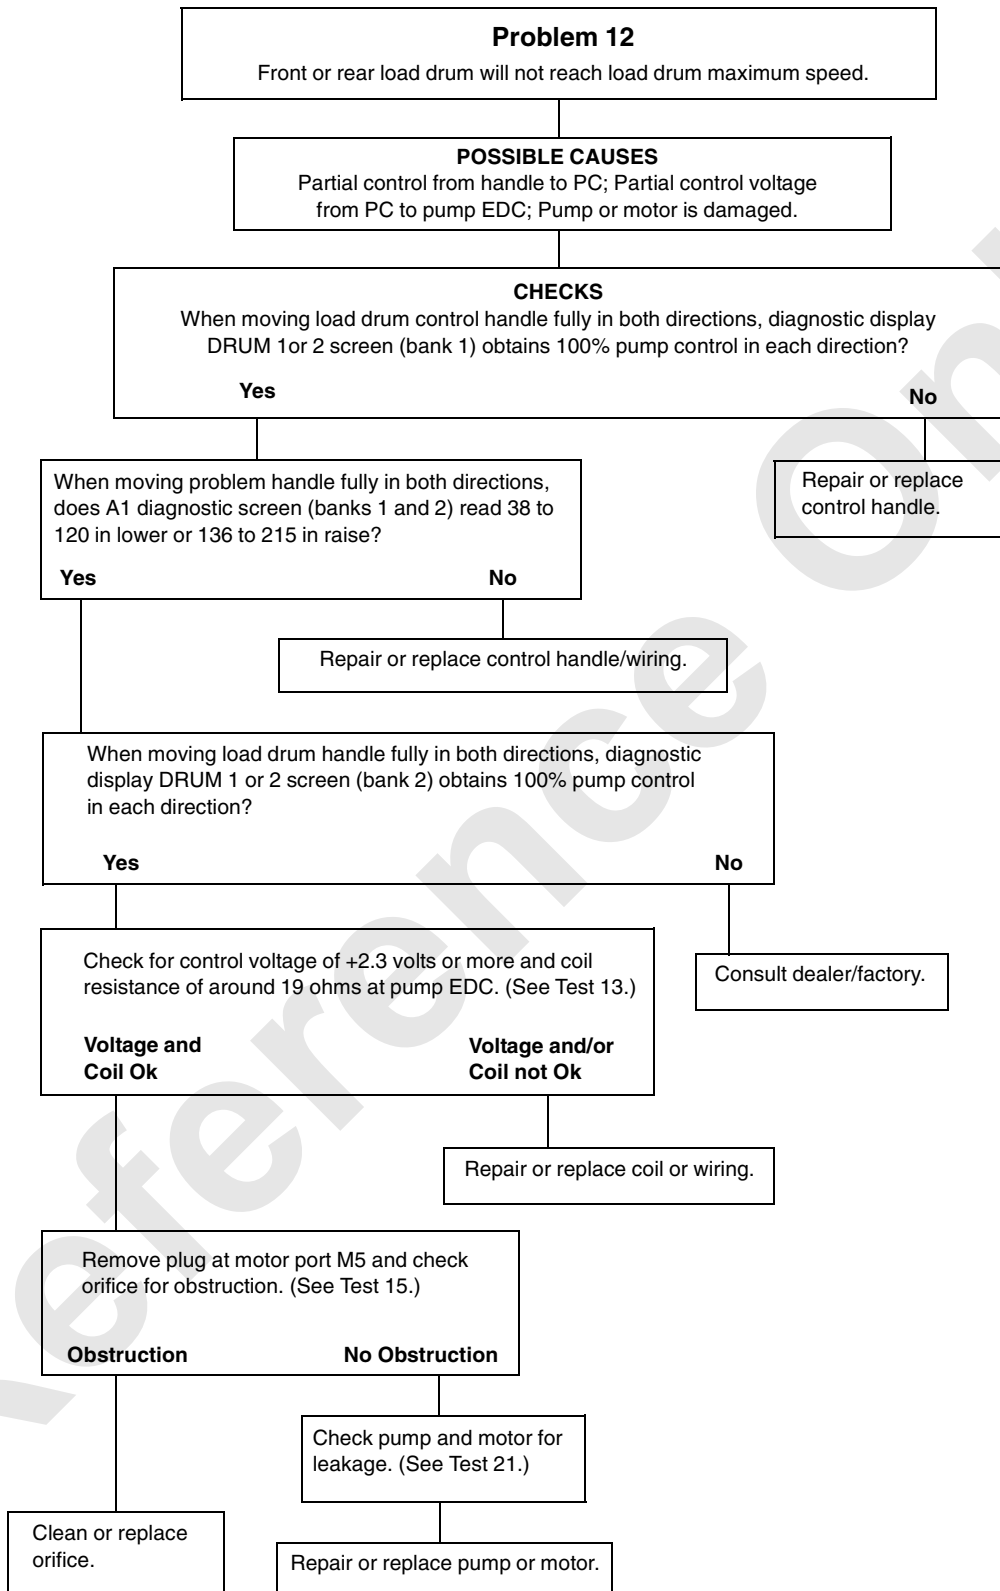 Problem 12
Front or rear load drum will not reach load drum maximum speed.
POSSIBLE CAUSES
Partial control from handle to PC; Partial control voltage
from PC to pump EDC; Pump or motor is damaged.
CHECKS
When moving load drum control handle fully in both directions, diagnostic display
DRUM 1or 2 screen (bank 1) obtains 100% pump control in each direction?
Yes
No
When moving problem handle fully in both directions,
does A1 diagnostic screen (banks 1 and 2) read 38 to
120 in lower or 136 to 215 in raise?
Yes
No
Repair or replace
control handle.
Repair or replace control handle/wiring.
When moving load drum handle fully in both directions, diagnostic
display DRUM 1 or 2 screen (bank 2) obtains 100% pump control
in each direction?
Yes
No
Check for control voltage of +2.3 volts or more and coil
resistance of around 19 ohms at pump EDC. (See Test 13.)
Voltage and
Coil Ok
Voltage and/or
Coil not Ok
Consult dealer/factory.
Repair or replace coil or wiring.
Remove plug at motor port M5 and check
orifice for obstruction. (See Test 15.)
Obstruction
No Obstruction
Check pump and motor for
leakage. (See Test 21.)
Clean or replace
orifice.
Repair or replace pump or motor.
Reference On